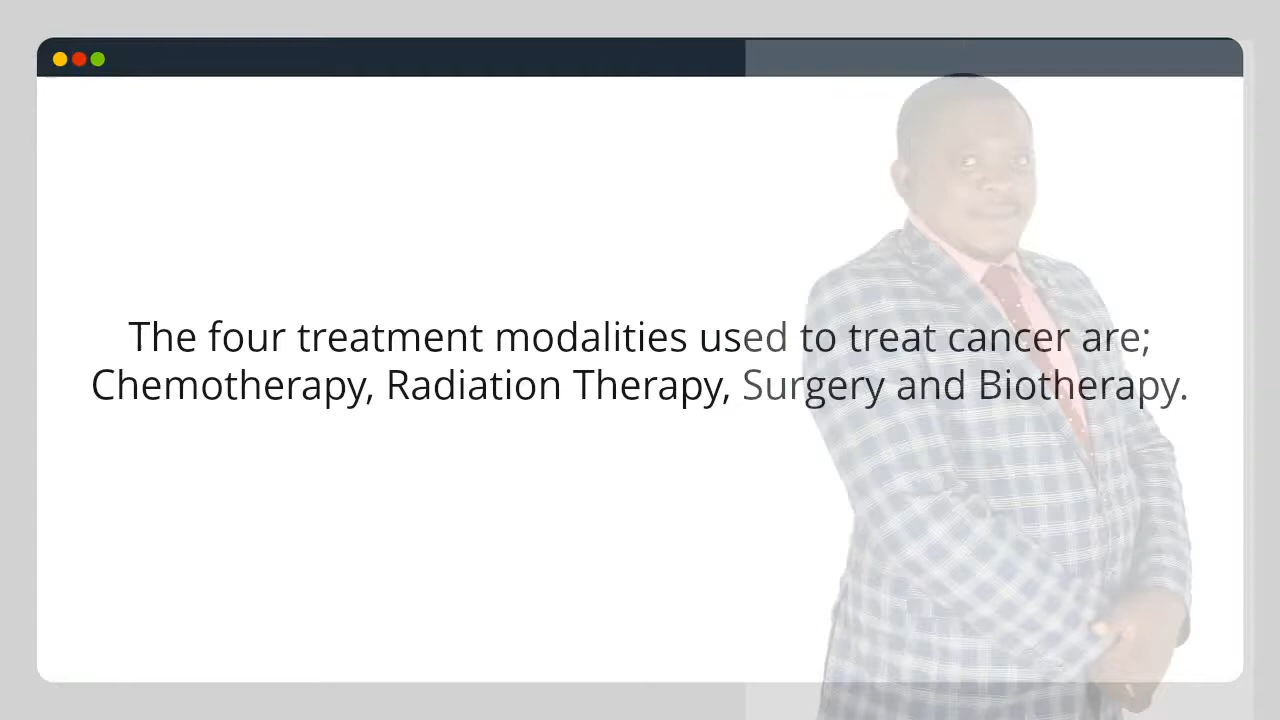 The four treatment modalities used to treat cancer are;
Chemotherapy, Radiation Therapy, Surgery and Biotherapy.